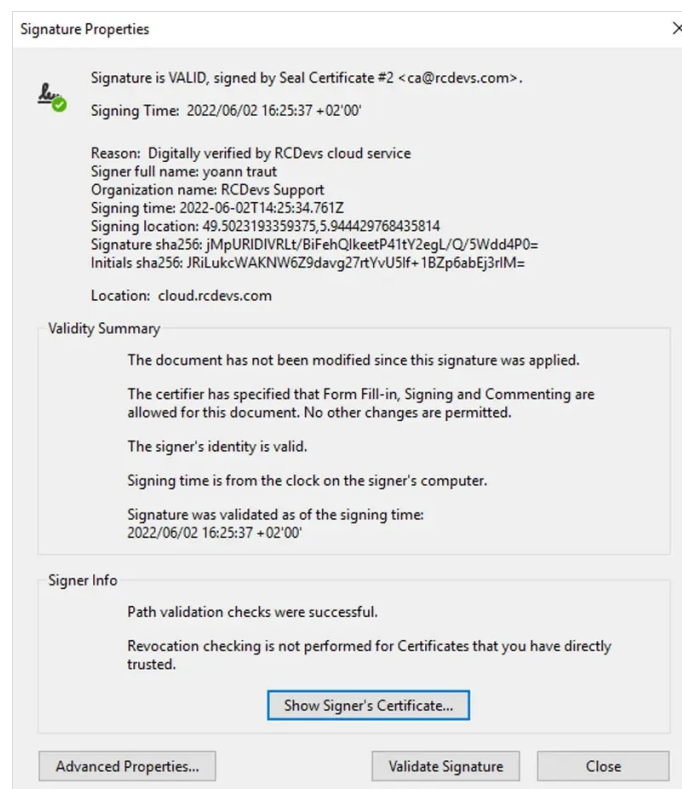 Signature Properties
Signature is VALID, signed by Seal Certificate #2 <ca@rcdevs.com>.
Signing Time: 2022/06/02 16:25:37 +02'00'
Reason: Digitally verified by RCDevs cloud service
Signer full name: yoann traut
Organization name: RCDevs Support
Signing time: 2022-06-02T14:25:34.761Z
Signing location: 49.5023193359375,5.944429768435814
Signature sha256: jMpURIDIVRLt/BiFehQIkeetP41tY2egL/Q/5Wdd4P0=
Initials sha256: JRiLukcWAKNW6Z9davg27rtYvU5lf+1BZp6abEj3rlM=
Location: cloud.rcdevs.com
Validity Summary
The document has not been modified since this signature was applied.
The certifier has specified that Form Fill-in, Signing and Commenting are
allowed for this document. No other changes are permitted.
The signer's identity is valid.
Signing time is from the clock on the signer's computer.
Signature was validated as of the signing time:
2022/06/02 16:25:37 +02'00'
Signer Info
Path validation checks were successful.
Revocation checking is not performed for Certificates that you have directly
trusted.
Show Signer's Certificate...
Advanced Properties...
Validate Signature
Close